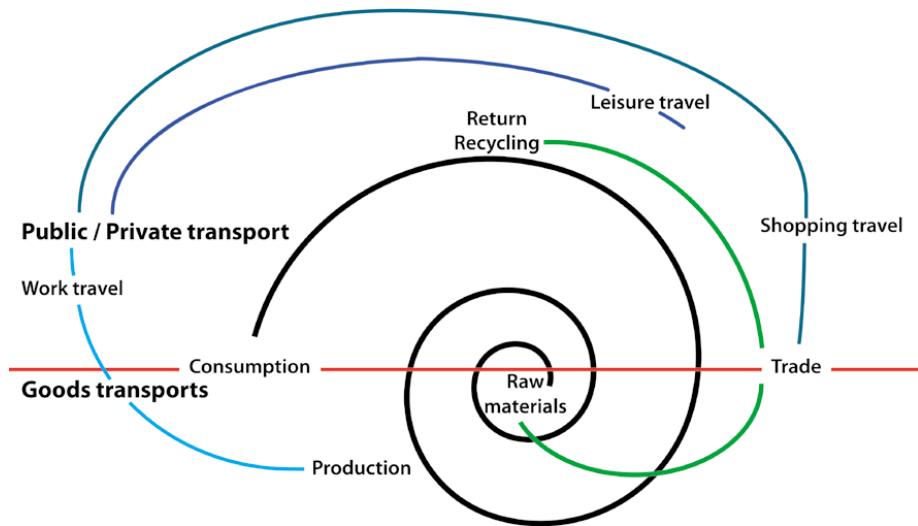 Leisure travel
Return
Recycling
Public / Private transport
Shopping travel
Work travel
Consumption
Trade
Goods transports
Raw
materials
Production